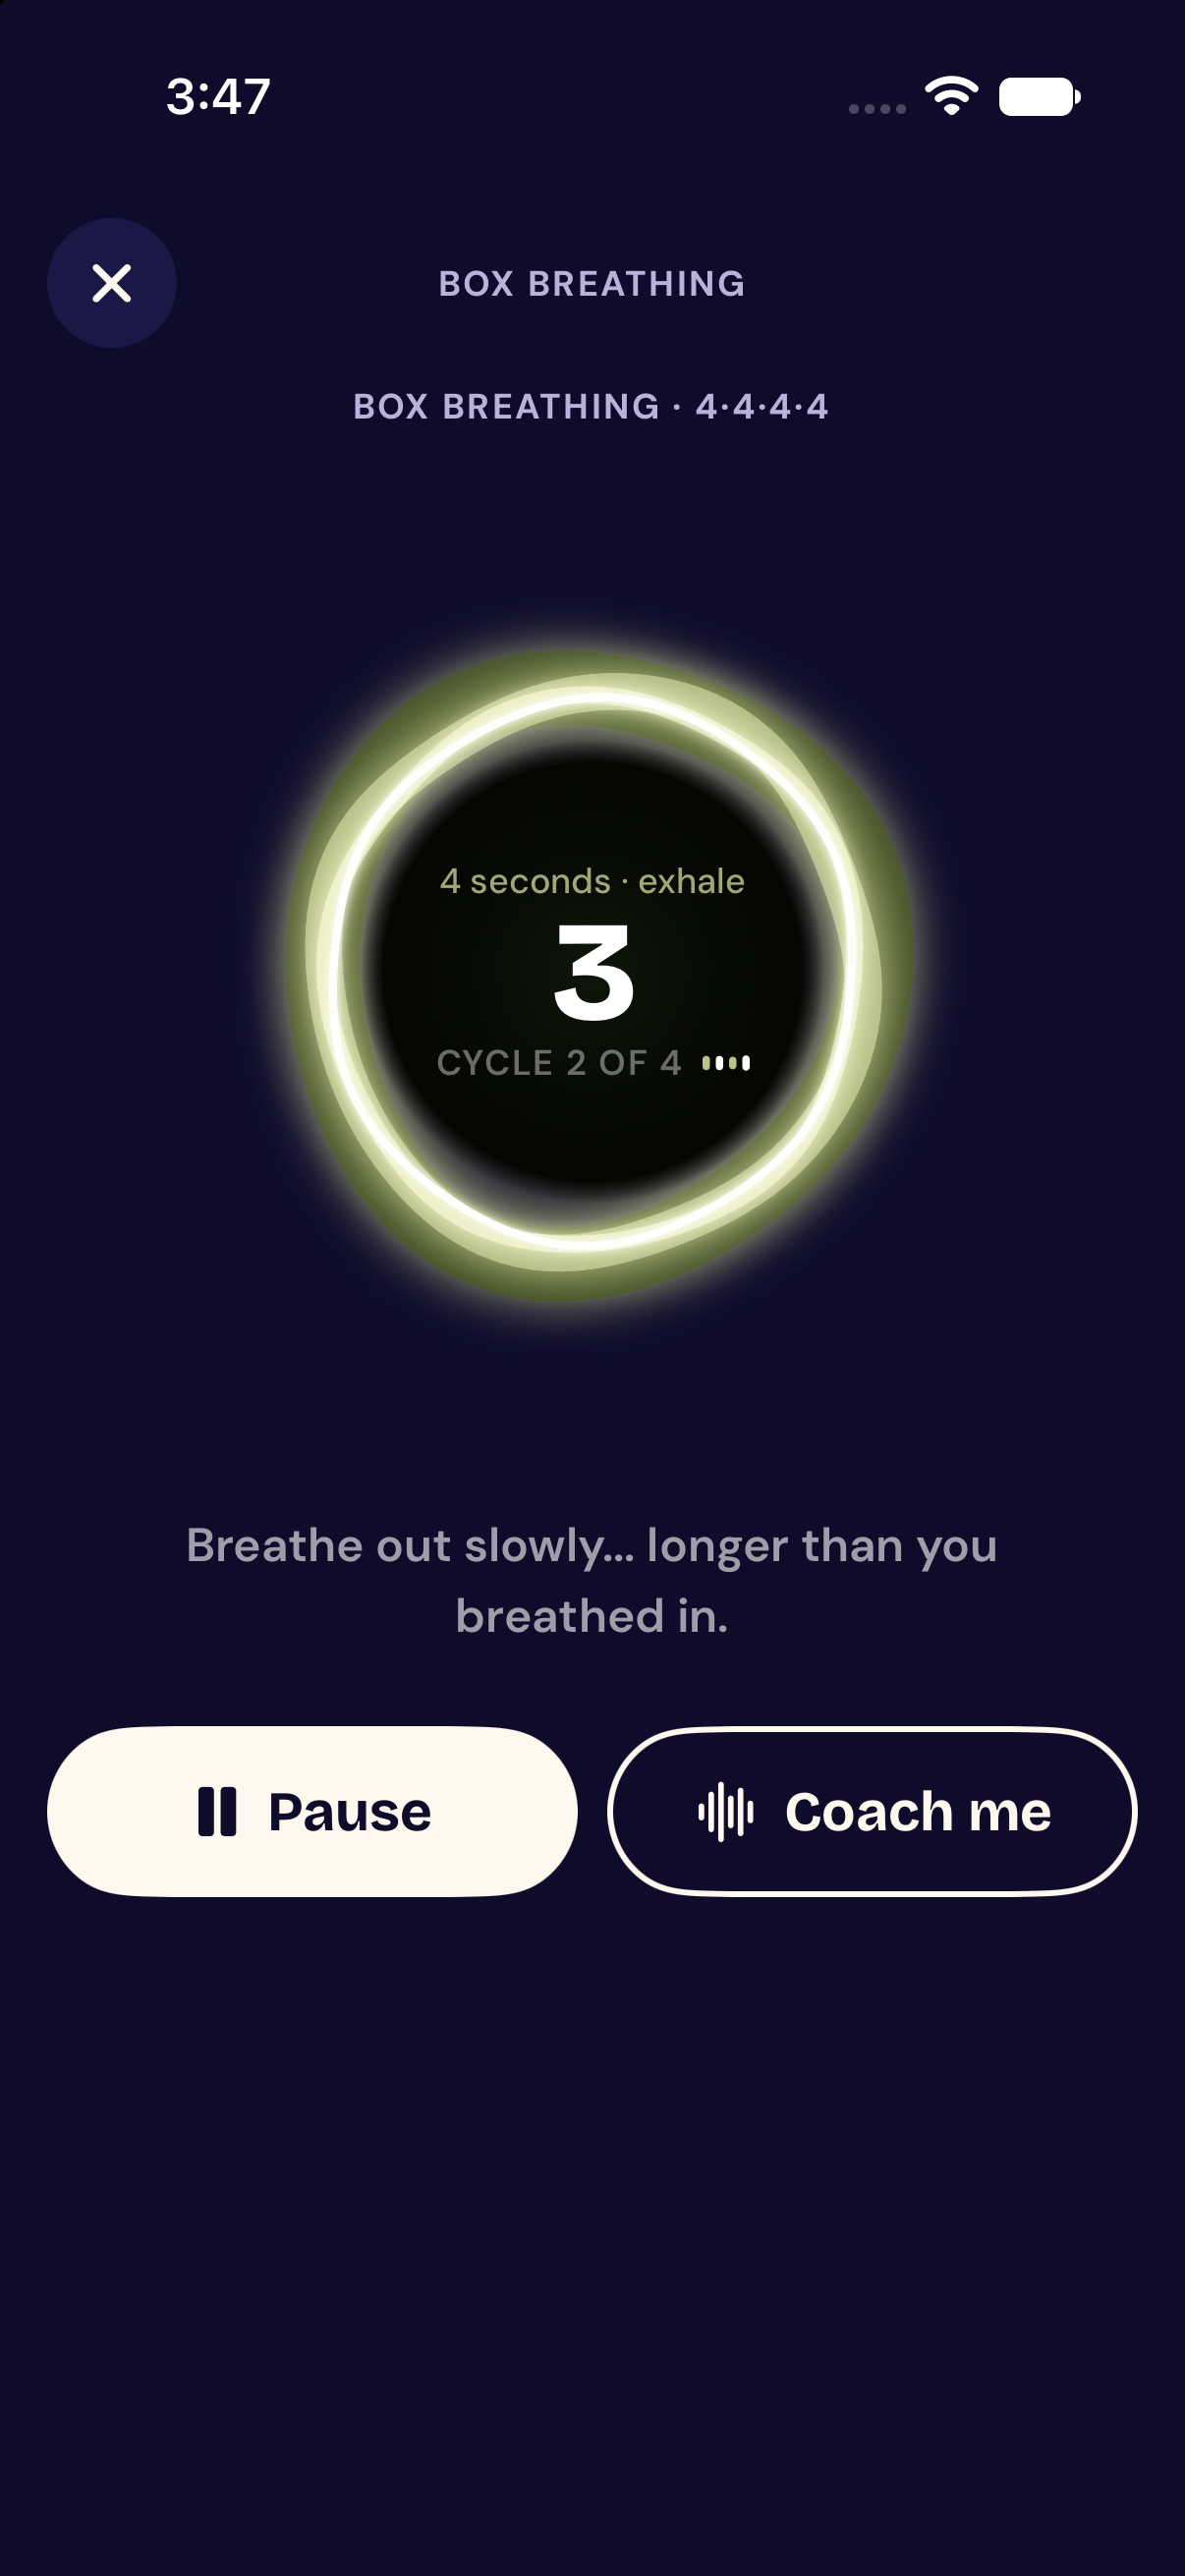 3:47
BOX BREATHING
BOX BREATHING · 4·4·4·4
4 seconds · exhale
3
CYCLE 2 OF 4
Breathe out slowly... longer than you
breathed in.
Pause
Coach me